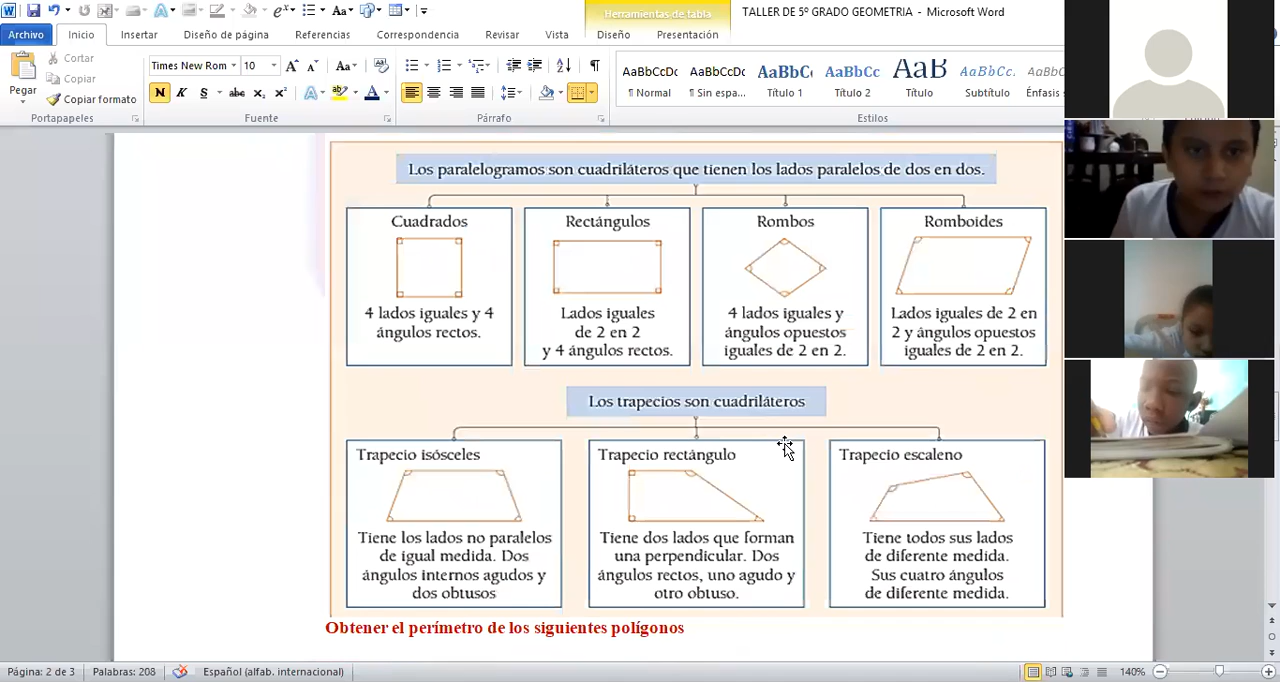 TALLER DE 5º GRADO GEOMETRIA - Microsoft Word
Herramientas de tabla
Archivo Inicio Insertar Diseño de página Referencias Correspondencia Revisar Vista Diseño Presentación
Pegar
Cortar
Copiar
Copiar formato
Portapapeles
Times New Rom 10
N K S abc x₂ x²
Fuente
Párrafo
AaBbCcDc AaBbCcDc AaBbC AaBbCc AaB AaBbCc. AaBbCc
¶ Normal ¶ Sin espa... Título 1 Título 2 Título Subtítulo Énfasis
Estilos
Los paralelogramos son cuadriláteros que tienen los lados paralelos de dos en dos.
Cuadrados
4 lados iguales y 4
ángulos rectos.
Rectángulos
Lados iguales
de 2 en 2
y 4 ángulos rectos.
Rombos
4 lados iguales y
ángulos opuestos
iguales de 2 en 2.
Romboides
Lados iguales de 2 en
2 y ángulos opuestos
iguales de 2 en 2.
Los trapecios son cuadriláteros
Trapecio isósceles
Tiene los lados no paralelos
de igual medida. Dos
ángulos internos agudos y
dos obtusos
Trapecio rectángulo
Tiene dos lados que forman
una perpendicular. Dos
ángulos rectos, uno agudo y
otro obtuso.
Trapecio escaleno
Tiene todos sus lados
de diferente medida.
Sus cuatro ángulos
de diferente medida.
Obtener el perímetro de los siguientes polígonos
Página: 2 de 3 Palabras: 208 Español (alfab. internacional) 140%